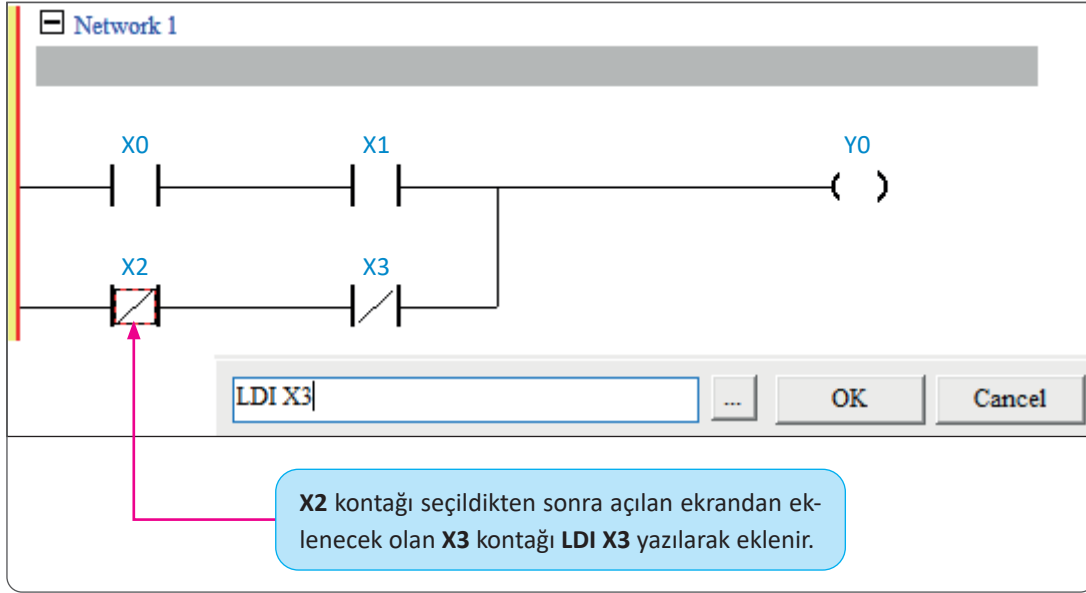 Network 1
X0 X1 Y0
X2 X3
LDI X3 ... OK Cancel
X2 kontağı seçildikten sonra açılan ekrandan ek-
lenecek olan X3 kontağı LDI X3 yazılarak eklenir.